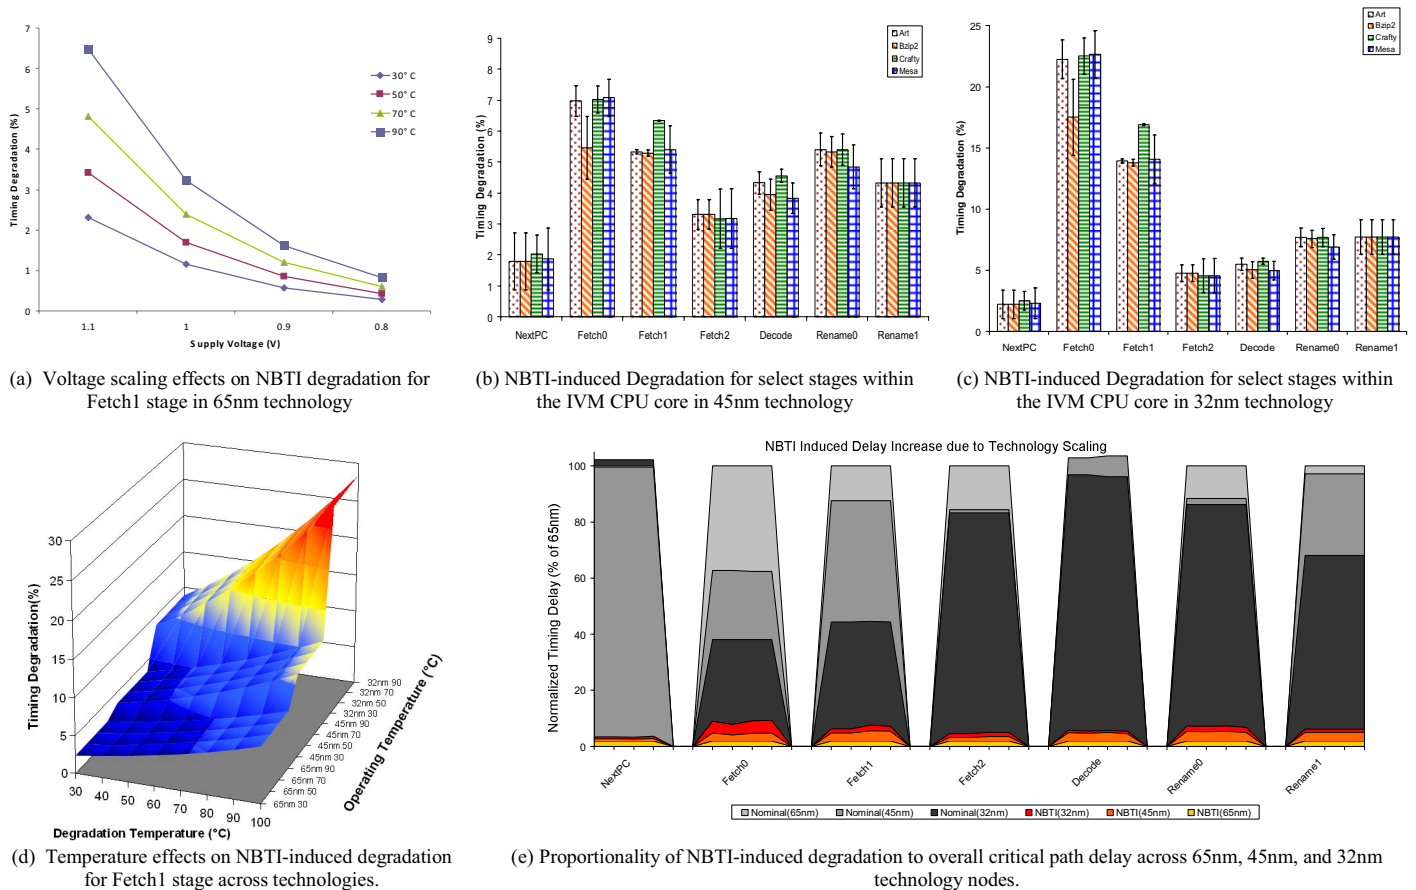 7
6
5
4
3
2
1
0
Timing Degradation (%)
1.1
1
0.9
0.8
Supply Voltage (V)
30° C
50° C
70° C
90° C
(a) Voltage scaling effects on NBTI degradation for
Fetch1 stage in 65nm technology
9
8
7
6
5
4
3
2
1
0
Timing Degradation (%)
NextPC
Fetch0
Fetch1
Fetch2
Decode
Rename0
Rename1
Art
Bzip2
Crafty
Mesa
(b) NBTI-induced Degradation for select stages within
the IVM CPU core in 45nm technology
25
20
15
10
5
0
Timing Degradation (%)
NextPC
Fetch0
Fetch1
Fetch2
Decode
Rename0
Rename1
Art
Bzip2
Crafty
Mesa
(c) NBTI-induced Degradation for select stages within
the IVM CPU core in 32nm technology
30
25
20
15
10
5
0
Timing Degradation(%)
30
40
50
60
70
80
90
100
Degradation Temperature (°C)
32nm 90
32nm 70
32nm 50
32nm 30
45nm 90
45nm 70
45nm 50
45nm 30
65nm 90
65nm 70
65nm 50
65nm 30
Operating Temperature (°C)
(d) Temperature effects on NBTI-induced degradation
for Fetch1 stage across technologies.
NBTI Induced Delay Increase due to Technology Scaling
100
80
60
40
20
0
Normalized Timing Delay (% of 65nm)
NextPC
Fetch0
Fetch1
Fetch2
Decode
Rename0
Rename1
Nominal(65nm)
Nominal(45nm)
Nominal(32nm)
NBTI(32nm)
NBTI(45nm)
NBTI(65nm)
(e) Proportionality of NBTI-induced degradation to overall critical path delay across 65nm, 45nm, and 32nm
technology nodes.